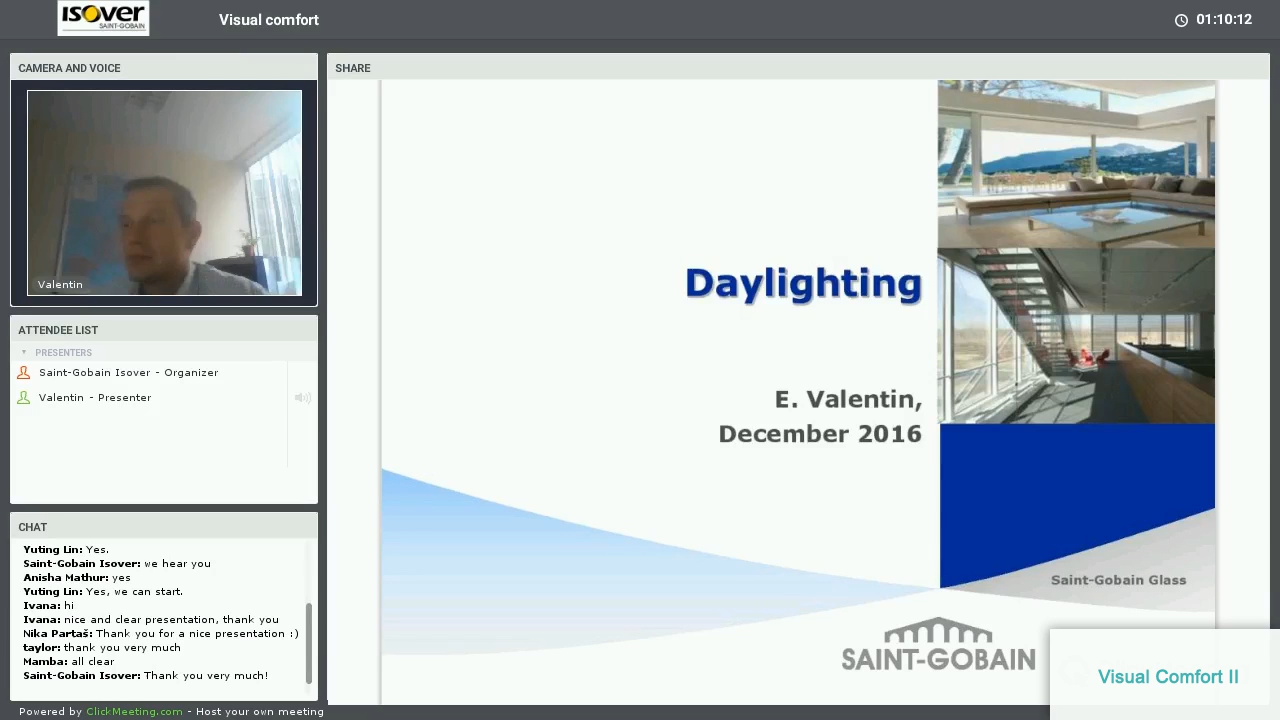 isover
SAINT-GOBAIN
Visual comfort
01:10:12
CAMERA AND VOICE
Valentin
ATTENDEE LIST
PRESENTERS
Saint-Gobain Isover - Organizer
Valentin - Presenter
CHAT
Yuting Lin: Yes.
Saint-Gobain Isover: we hear you
Anisha Mathur: yes
Yuting Lin: Yes, we can start.
Ivana: hi
Ivana: nice and clear presentation, thank you
Nika Partaš: Thank you for a nice presentation :)
taylor: thank you very much
Mamba: all clear
Saint-Gobain Isover: Thank you very much!
Powered by ClickMeeting.com - Host your own meeting
SHARE
Daylighting
E. Valentin,
December 2016
Saint-Gobain Glass
SAINT-GOBAIN
Visual Comfort II